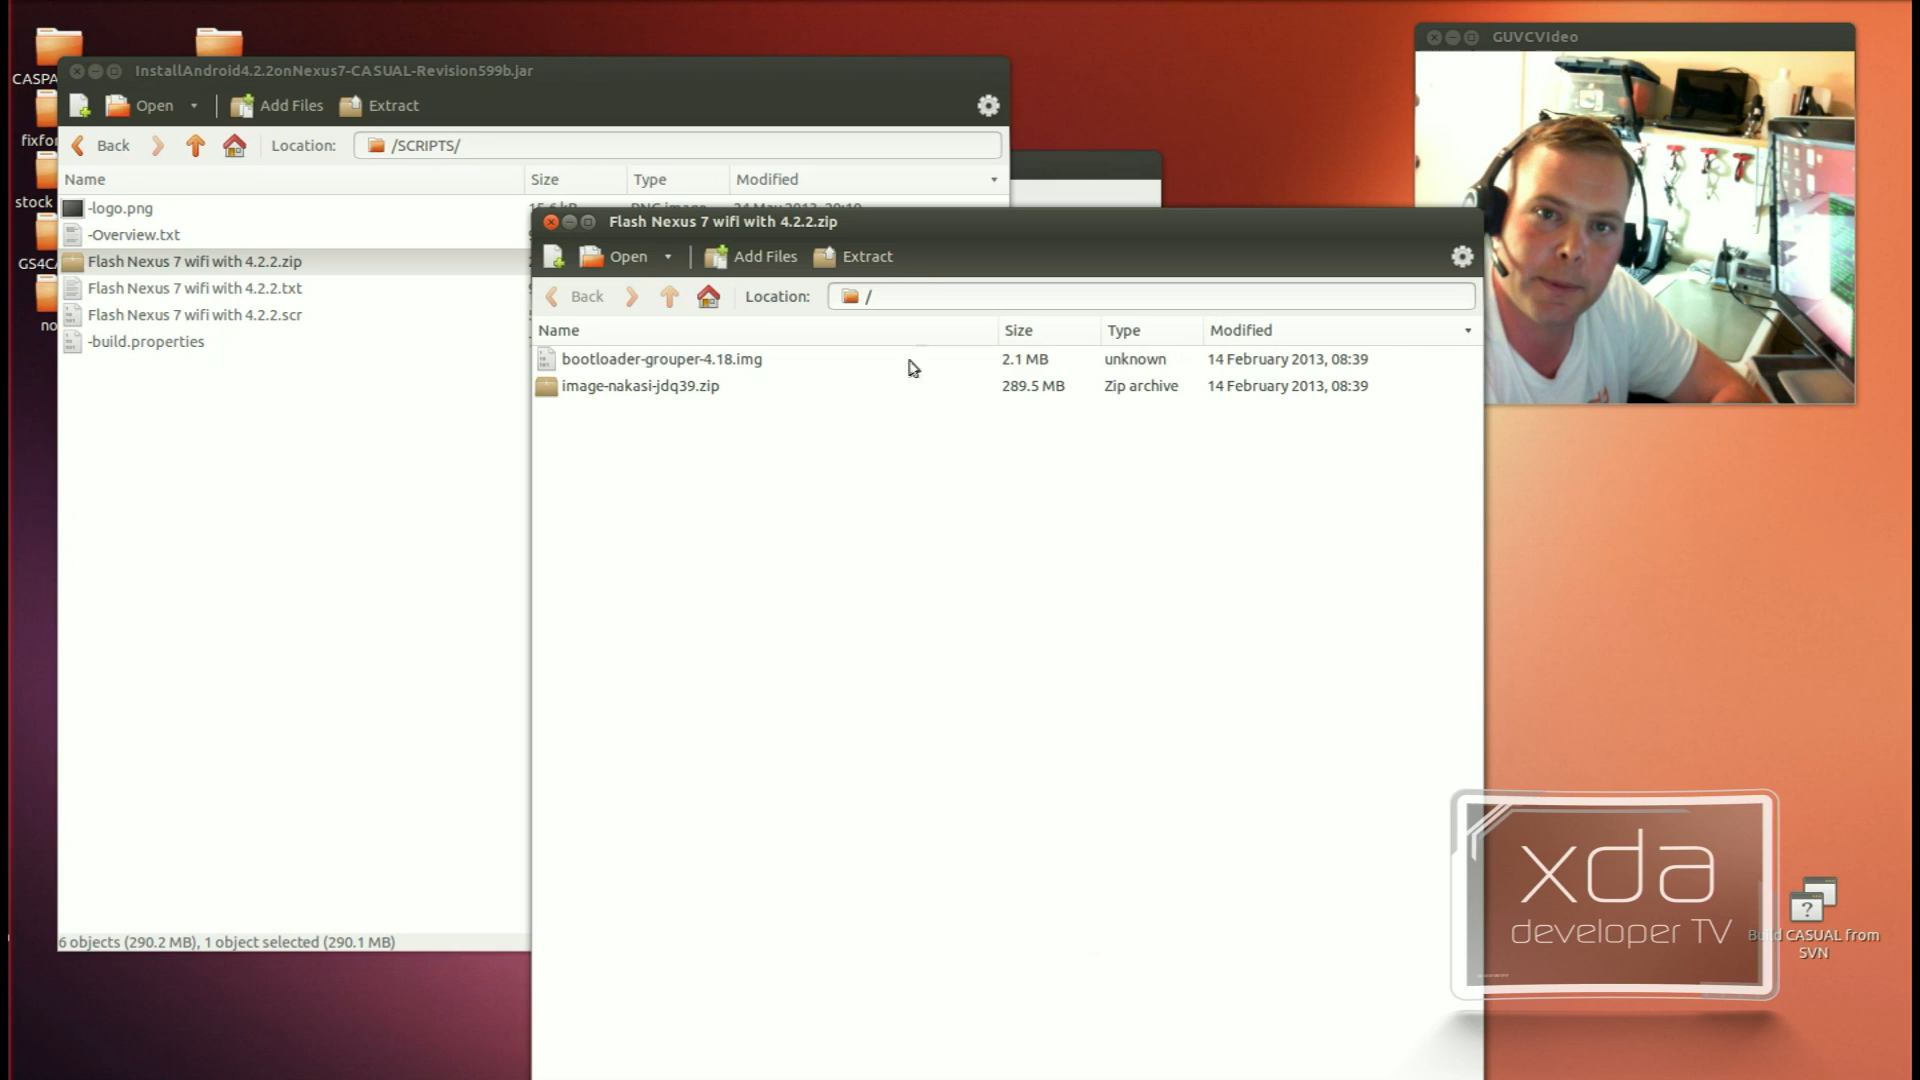 CASPA
fixfor
stock
GS4CA
no
InstallAndroid4.2.2onNexus7-CASUAL-Revision599b.jar
Open
Add Files
Extract
Back
Location:
/SCRIPTS/
Name
Size
Type
Modified
-logo.png
-Overview.txt
Flash Nexus 7 wifi with 4.2.2.zip
Flash Nexus 7 wifi with 4.2.2.txt
Flash Nexus 7 wifi with 4.2.2.scr
-build.properties
6 objects (290.2 MB), 1 object selected (290.1 MB)
Flash Nexus 7 wifi with 4.2.2.zip
Open
Add Files
Extract
Back
Location:
/
Name
Size
Type
Modified
bootloader-grouper-4.18.img 2.1 MB unknown 14 February 2013, 08:39
image-nakasi-jdq39.zip 289.5 MB Zip archive 14 February 2013, 08:39
GUVCVIdeo
xda
developer TV
Build CASUAL from
SVN